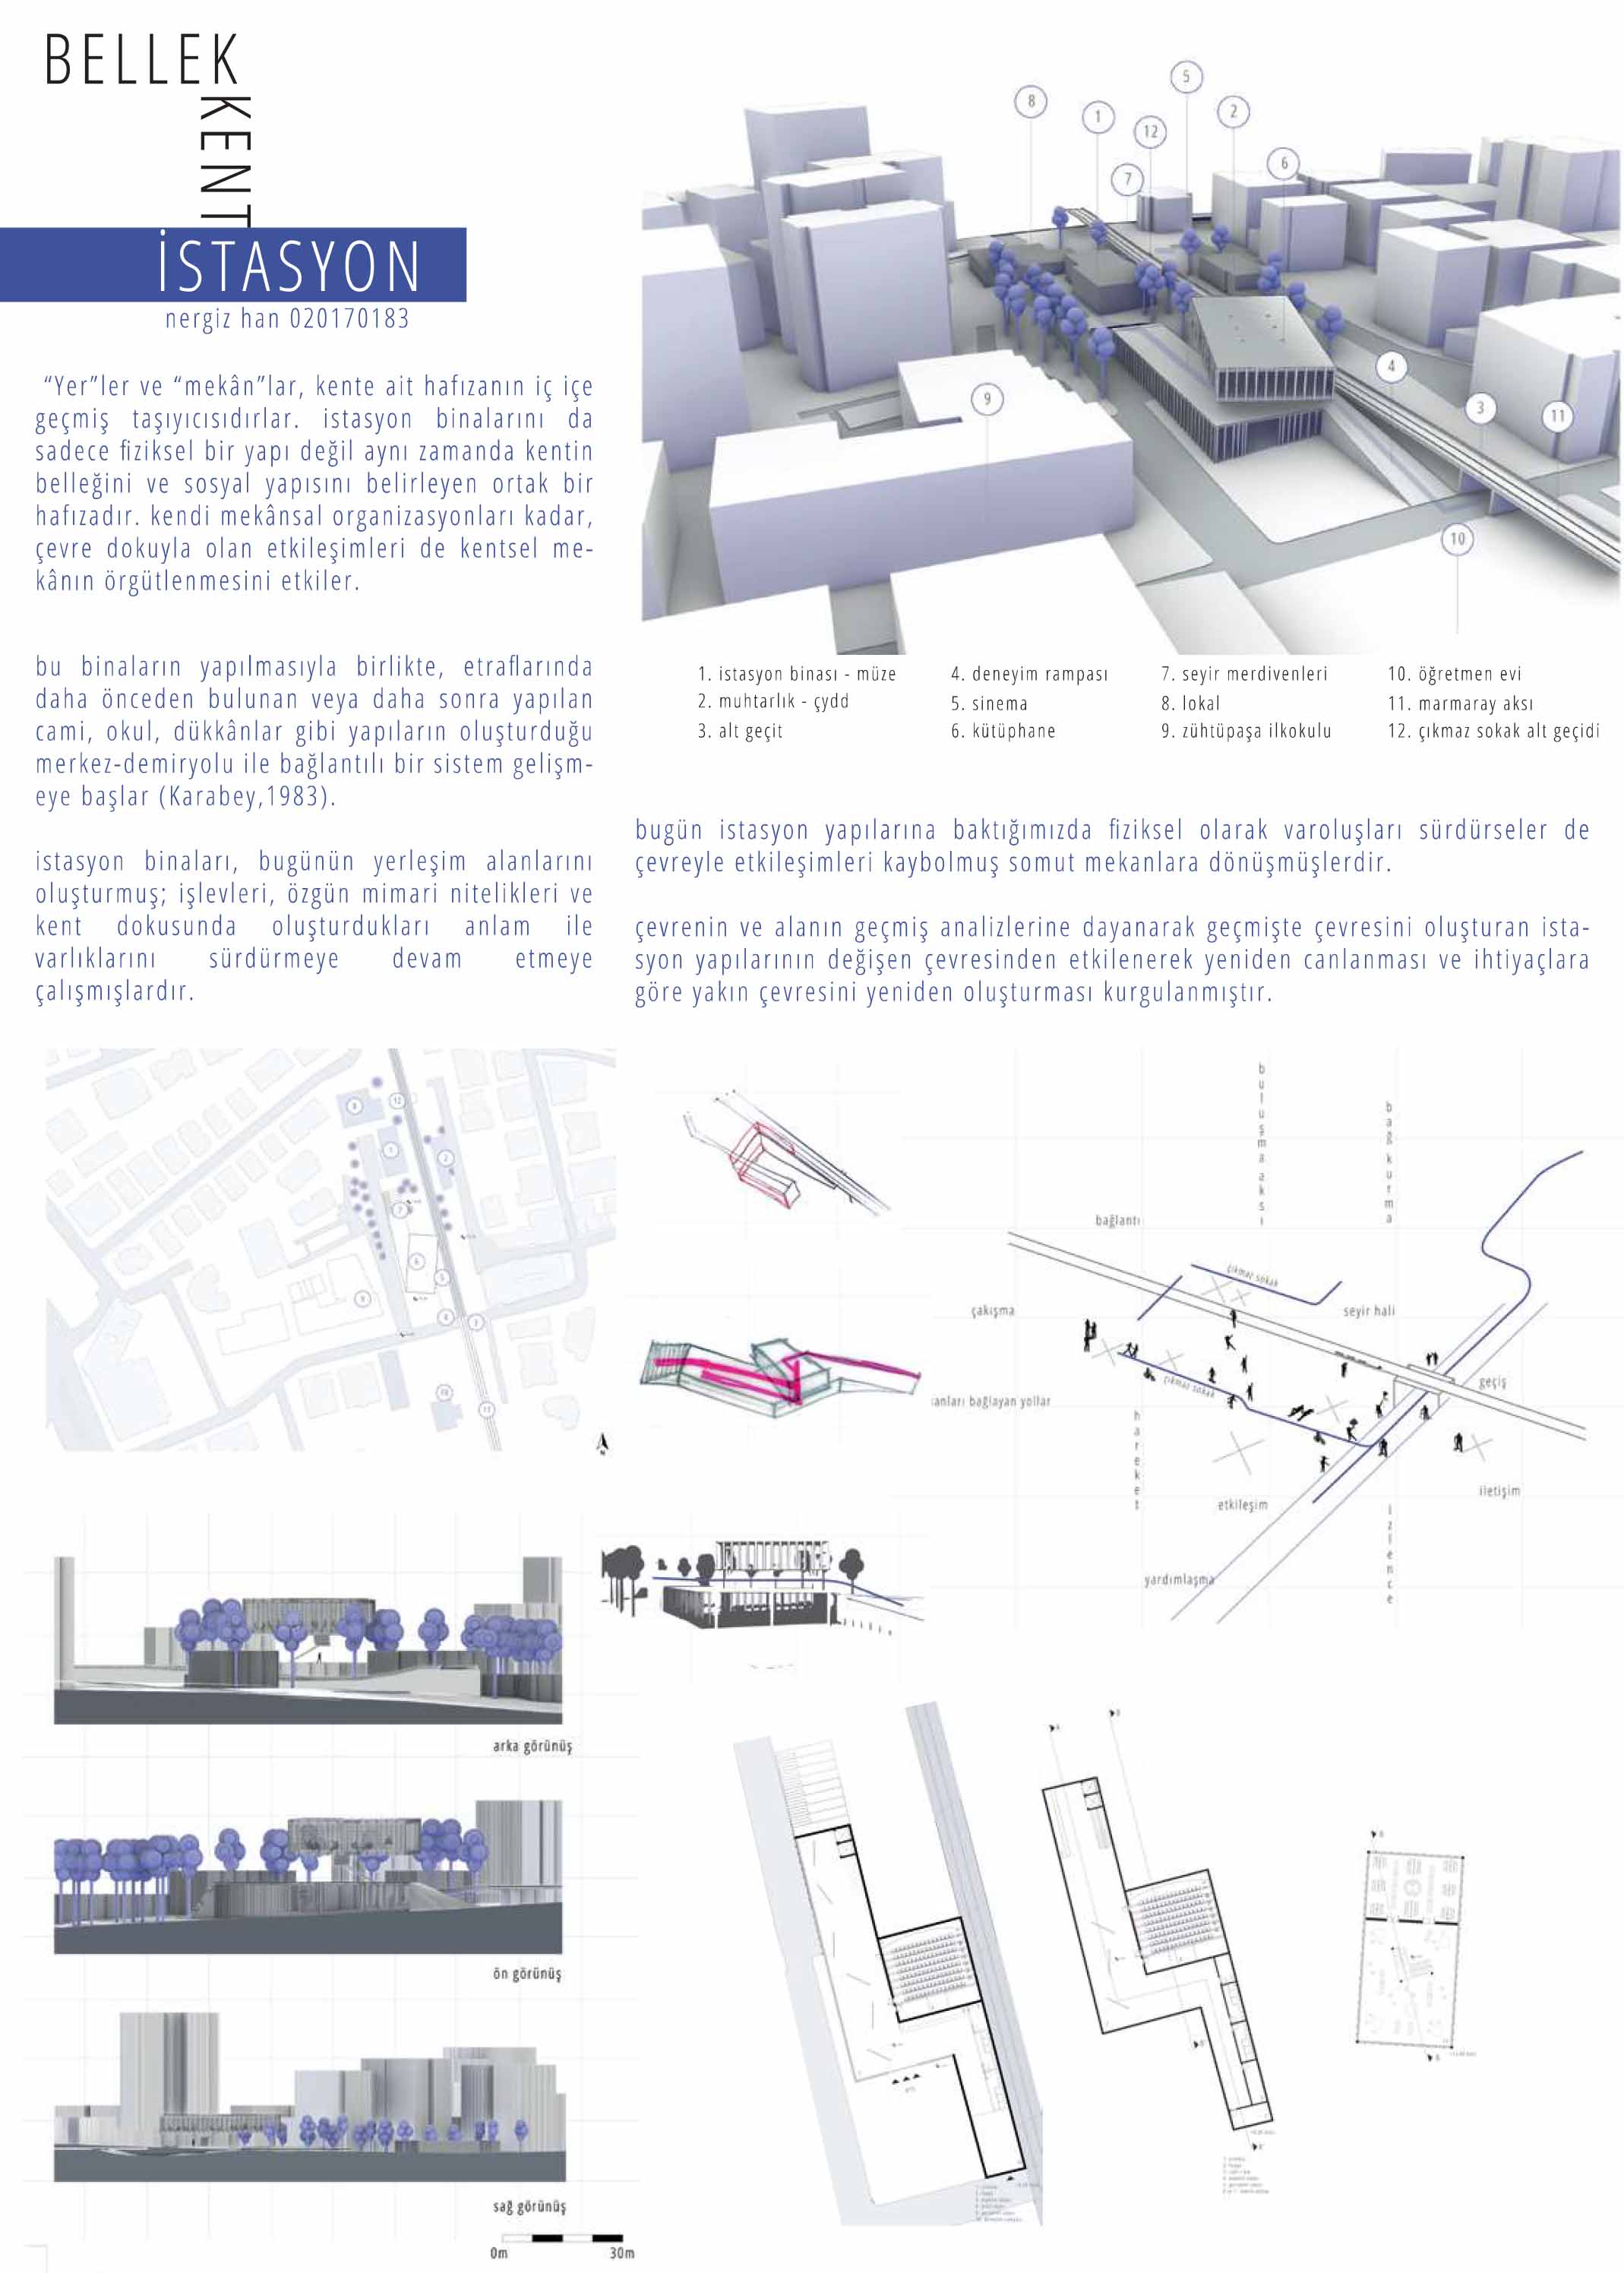 BELLEK
KENT
İSTASYON
nergiz han 020170183
“Yer”ler ve “mekân”lar, kente ait hafızanın iç içe
geçmiş taşıyıcısıdırlar. istasyon binalarını da
sadece fiziksel bir yapı değil aynı zamanda kentin
belleğini ve sosyal yapısını belirleyen ortak bir
hafızadır. kendi mekânsal organizasyonları kadar,
çevre dokuyla olan etkileşimleri de kentsel me-
kânın örgütlenmesini etkiler.
bu binaların yapılmasıyla birlikte, etraflarında
daha önceden bulunan veya daha sonra yapılan
cami, okul, dükkânlar gibi yapıların oluşturduğu
merkez-demiryolu ile bağlantılı bir sistem gelişm-
eye başlar (Karabey,1983).
istasyon binaları, bugünün yerleşim alanlarını
oluşturmuş; işlevleri, özgün mimari nitelikleri ve
kent dokusunda oluşturdukları anlam ile
varlıklarını sürdürmeye devam etmeye
çalışmışlardır.
5
8
1
2
12
6
7
4
9
3
11
10
1. istasyon binası - müze
2. muhtarlık - çydd
3. alt geçit
4. deneyim rampası
5. sinema
6. kütüphane
7. seyir merdivenleri
8. lokal
9. zühtüpaşa ilkokulu
10. öğretmen evi
11. marmaray aksı
12. çıkmaz sokak alt geçidi
bugün istasyon yapılarına baktığımızda fiziksel olarak varoluşları sürdürseler de
çevreyle etkileşimleri kaybolmuş somut mekanlara dönüşmüşlerdir.
çevrenin ve alanın geçmiş analizlerine dayanarak geçmişte çevresini oluşturan ista-
syon yapılarının değişen çevresinden etkilenerek yeniden canlanması ve ihtiyaçlara
göre yakın çevresini yeniden oluşturması kurgulanmıştır.
buluşma aksı
bağ kurma
bağlantı
çıkmaz sokak
çakışma
seyir hali
çıkmaz sokak
geçiş
anları bağlayan yollar
hareket
etkileşim
iletişim
izlence
yardımlaşma
arka görünüş
ön görünüş
sağ görünüş
0m 30m